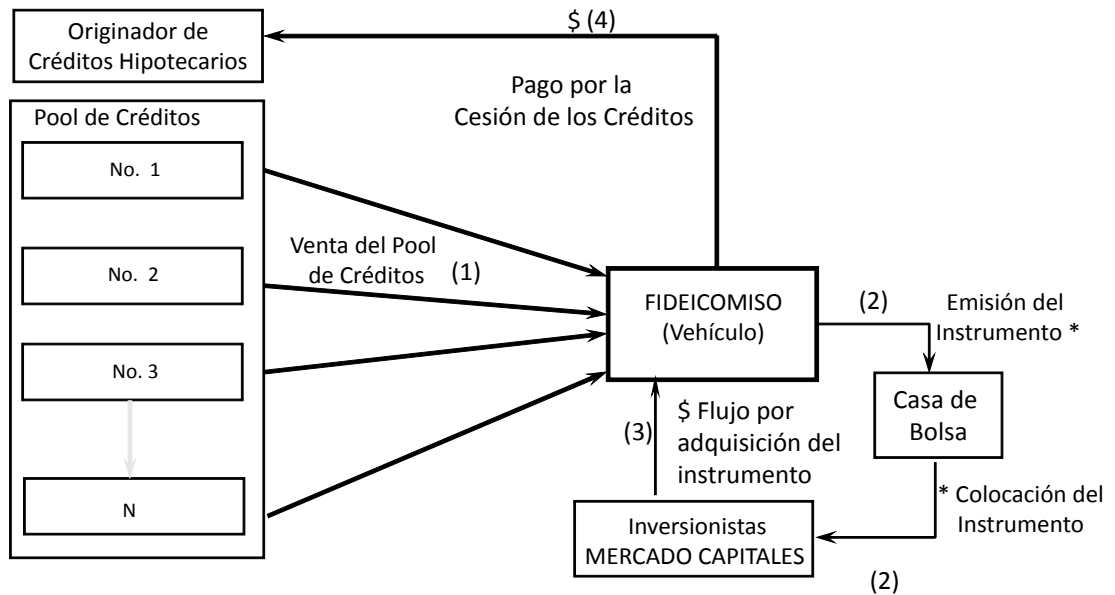 Originador de
Créditos Hipotecarios
$ (4)
Pago por la
Cesión de los Créditos
Pool de Créditos
No. 1
No. 2
No. 3
N
Venta del Pool
de Créditos
(1)
FIDEICOMISO
(Vehículo)
(2)
Emisión del
Instrumento *
Casa de
Bolsa
* Colocación del
Instrumento
(2)
(3)
$ Flujo por
adquisición del
instrumento
Inversionistas
MERCADO CAPITALES